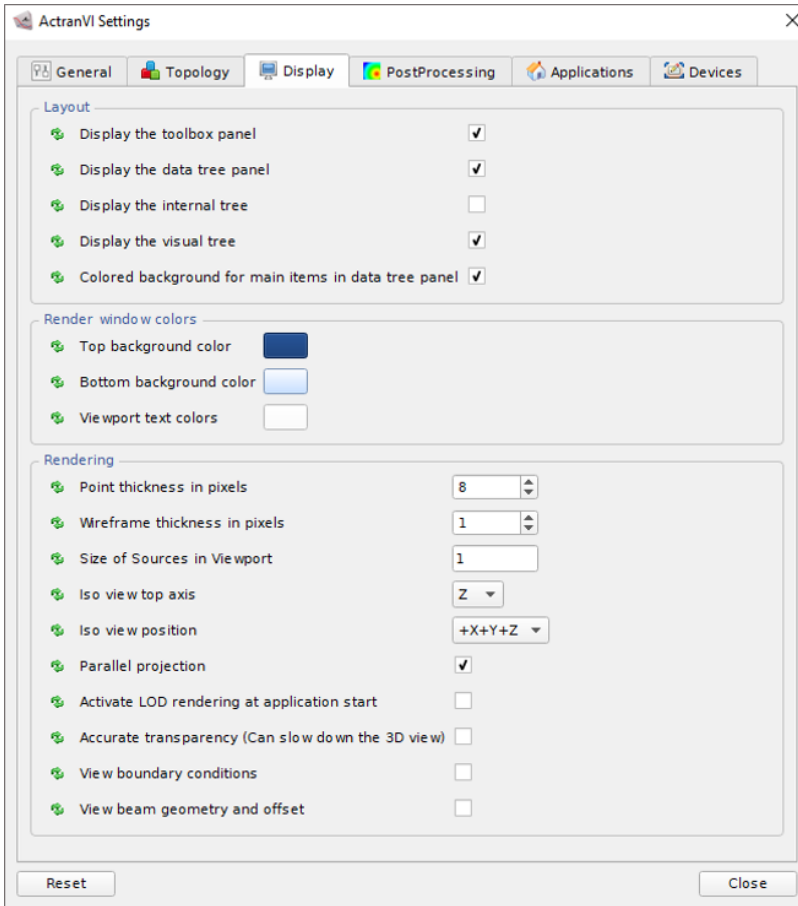 ActranVI Settings
General Topology Display PostProcessing Applications Devices
Layout
Display the toolbox panel
Display the data tree panel
Display the internal tree
Display the visual tree
Colored background for main items in data tree panel
Render window colors
Top background color
Bottom background color
Viewport text colors
Rendering
Point thickness in pixels 8
Wireframe thickness in pixels 1
Size of Sources in Viewport 1
Iso view top axis Z
Iso view position +X+Y+Z
Parallel projection
Activate LOD rendering at application start
Accurate transparency (Can slow down the 3D view)
View boundary conditions
View beam geometry and offset
Reset Close